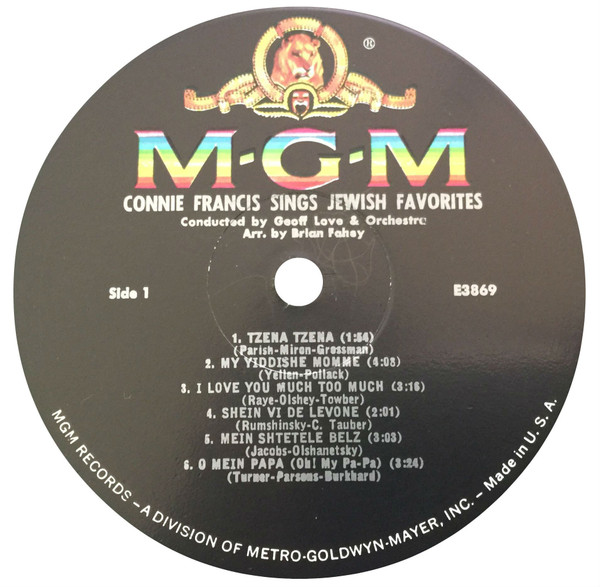 ®
M-G-M
CONNIE FRANCIS SINGS JEWISH FAVORITES
Conducted by Geoff Love & Orchestra
Arr. by Brian Fahey
Side 1
E3869
1. TZENA TZENA (1:54)
(Parish-Miron-Grossman)
2. MY YIDDISHE MOMME (4:08)
(Yellen-Pollack)
3. I LOVE YOU MUCH TOO MUCH (3:16)
(Raye-Olshey-Towber)
4. SHEIN VI DE LEVONE (2:01)
(Rumshinsky-C. Tauber)
5. MEIN SHTETELE BELZ (3:03)
(Jacobs-Olshanetsky)
6. O MEIN PAPA (Oh! My Pa-Pa) (3:24)
(Turner-Parsons-Burkhard)
MGM RECORDS – A DIVISION OF METRO-GOLDWYN-MAYER, INC. – Made in U. S. A.